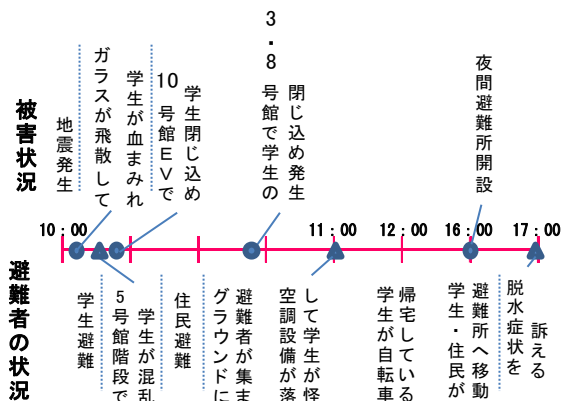 被害状況
地震発生
ガラスが飛散して
学生が血まみれ
10号館EVで
学生閉じ込め
3・8号館で学生の
閉じ込め発生
夜間避難所開設
10:00
11:00
12:00
16:00
17:00
避難者の状況
学生避難
5号館階段で
学生が混乱
住民避難
グラウンドに
避難者が集ま
空調設備が落
して学生が怪
学生が自転車
帰宅している
学生・住民が
避難所へ移動
脱水症状を
訴える